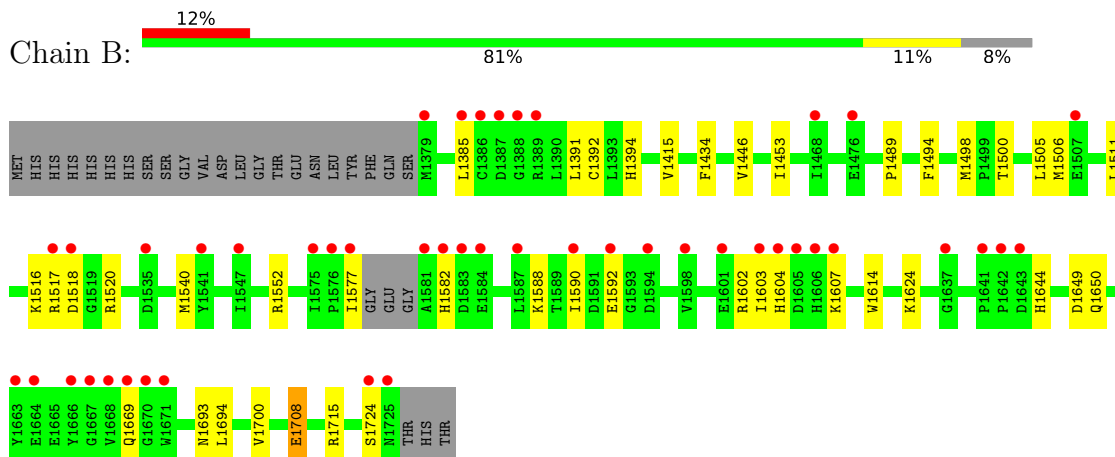 12%
Chain B:
81% 11% 8%
MET HIS HIS HIS HIS HIS HIS SER SER GLY VAL ASP LEU GLY THR GLU ASN LEU TYR PHE GLN SER M1379 L1385 C1386 D1387 G1388 R1389 L1390 L1391 C1392 L1393 H1394 V1415 F1434 V1446 I1453 I1468 E1476 P1489 F1494 M1498 P1499 T1500 L1505 M1506 E1507 L1511
K1516 R1517 D1518 G1519 R1520 D1535 M1540 Y1541 I1547 R1552 I1575 P1576 I1577 GLY GLU GLY A1581 H1582 D1583 E1584 L1587 K1588 T1589 I1590 D1591 E1592 G1593 D1594 V1598 E1601 R1602 I1603 H1604 D1605 H1606 K1607 W1614 K1624 G1637 P1641 P1642 D1643 H1644 D1649 Q1650
Y1663 E1664 E1665 Y1666 G1667 V1668 Q1669 G1670 W1671 N1693 L1694 V1700 E1708 R1715 S1724 N1725 THR HIS THR